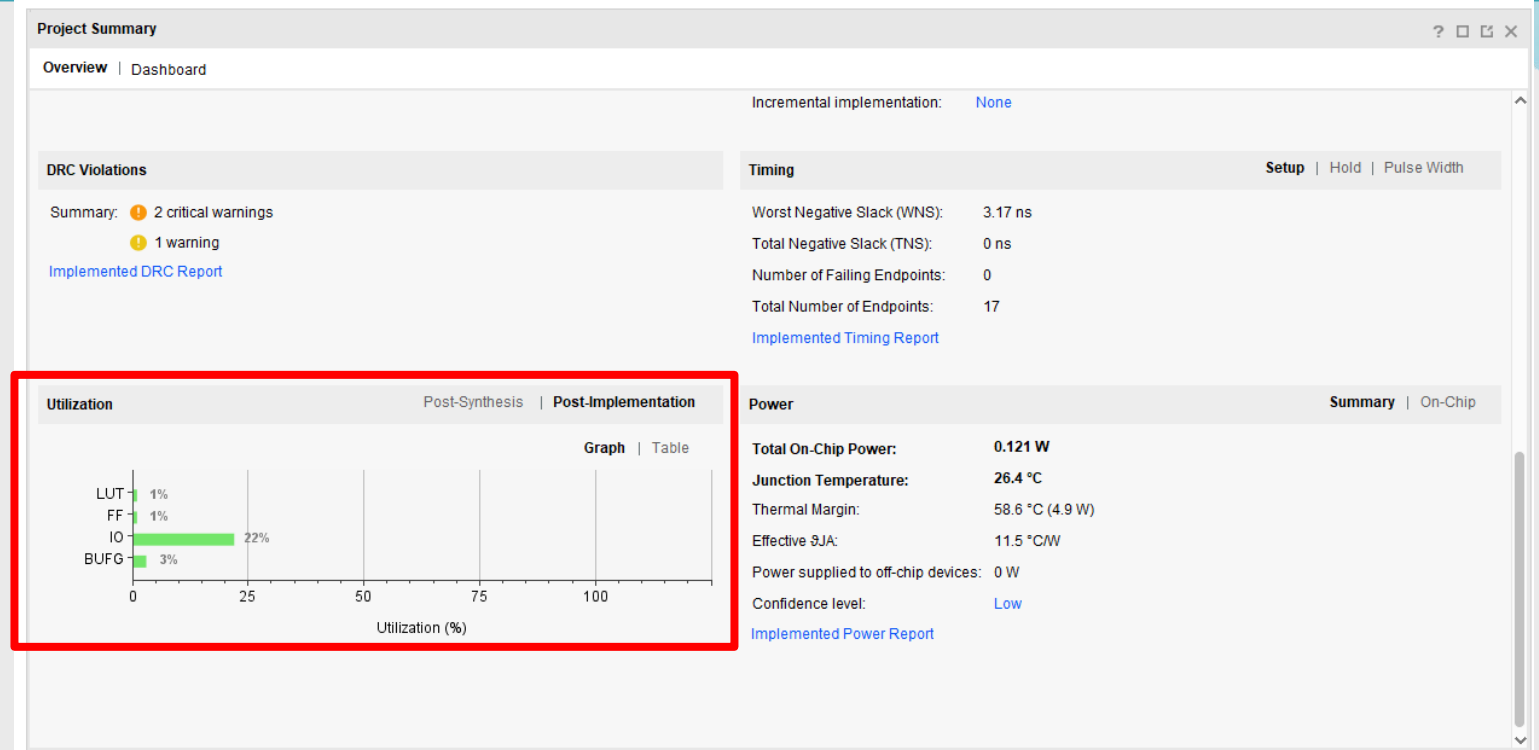 Project Summary
Overview | Dashboard
Incremental implementation: None
DRC Violations
Summary: 2 critical warnings
1 warning
Implemented DRC Report
Timing
Setup | Hold | Pulse Width
Worst Negative Slack (WNS): 3.17 ns
Total Negative Slack (TNS): 0 ns
Number of Failing Endpoints: 0
Total Number of Endpoints: 17
Implemented Timing Report
Utilization
Post-Synthesis | Post-Implementation
Graph | Table
LUT 1%
FF 1%
IO 22%
BUFG 3%
0 25 50 75 100
Utilization (%)
Power
Summary | On-Chip
Total On-Chip Power: 0.121 W
Junction Temperature: 26.4 °C
Thermal Margin: 58.6 °C (4.9 W)
Effective ϑJA: 11.5 °C/W
Power supplied to off-chip devices: 0 W
Confidence level: Low
Implemented Power Report